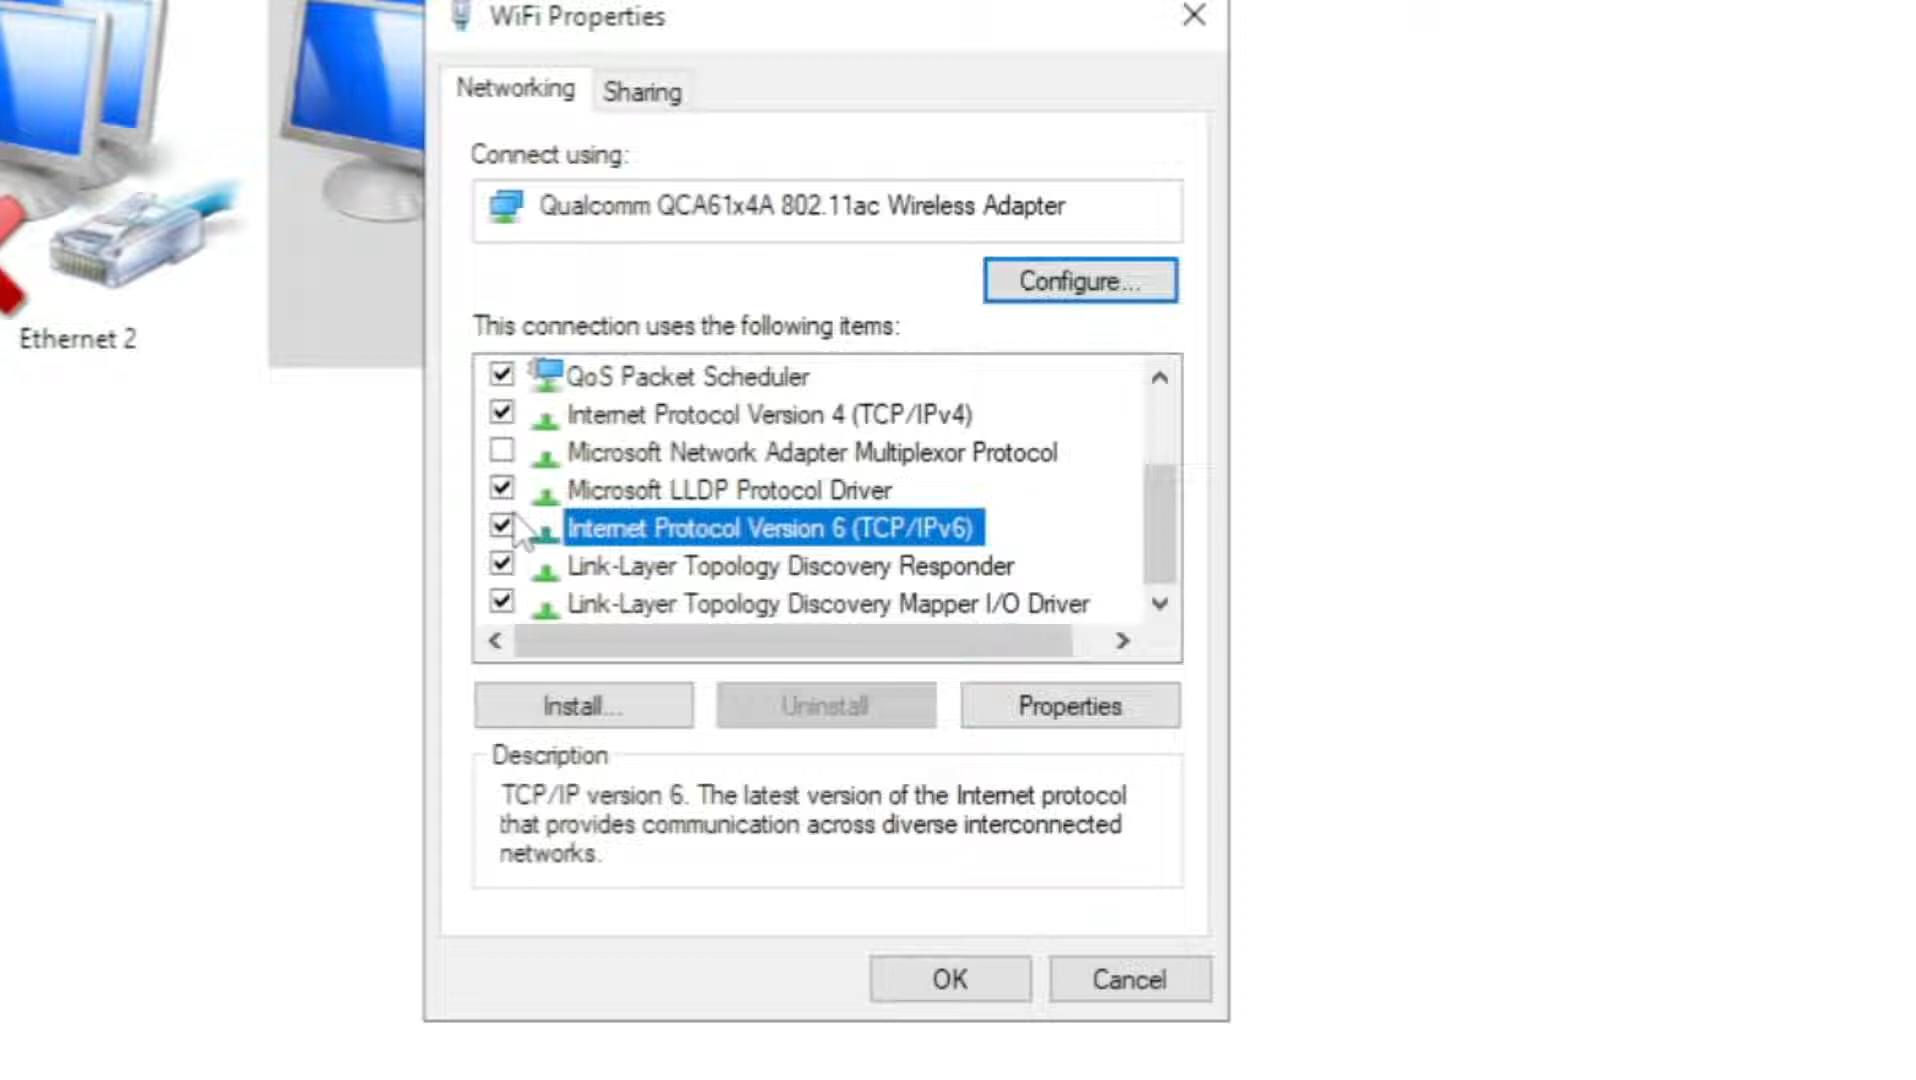 WiFi Properties
Networking
Sharing
Connect using:
Qualcomm QCA61x4A 802.11ac Wireless Adapter
Configure...
This connection uses the following items:
QoS Packet Scheduler
Internet Protocol Version 4 (TCP/IPv4)
Microsoft Network Adapter Multiplexor Protocol
Microsoft LLDP Protocol Driver
Internet Protocol Version 6 (TCP/IPv6)
Link-Layer Topology Discovery Responder
Link-Layer Topology Discovery Mapper I/O Driver
Install...
Uninstall
Properties
Description
TCP/IP version 6. The latest version of the Internet protocol
that provides communication across diverse interconnected
networks.
OK
Cancel
Ethernet 2